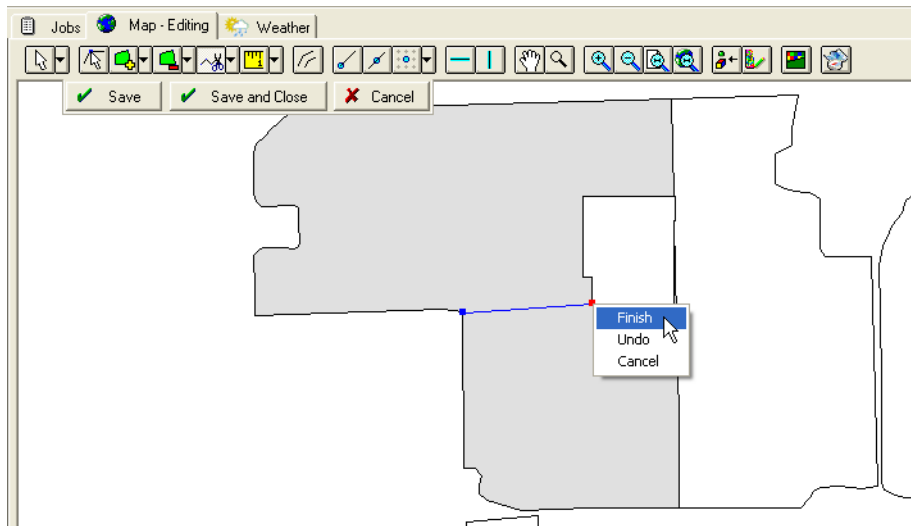 Jobs Map - Editing Weather
Save Save and Close Cancel
Finish
Undo
Cancel